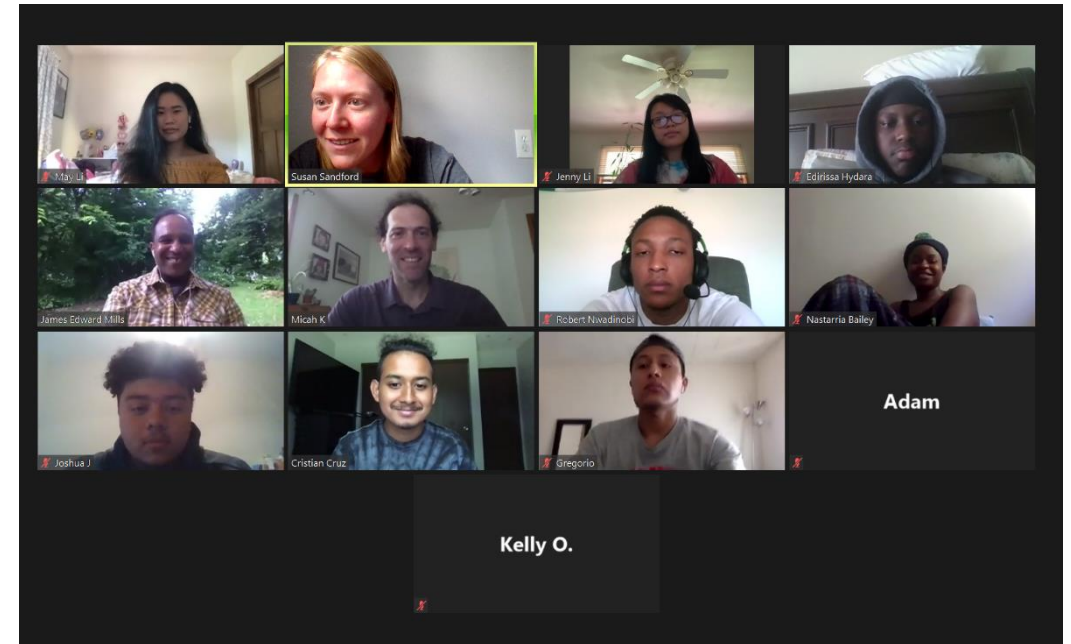 May Li
Susan Sandford
Jenny Li
Edirissa Hydara
James Edward Mills
Micah K
Robert Nwadinobi
Nastarria Bailey
Joshua J
Cristian Cruz
Gregorio
Adam
Kelly O.